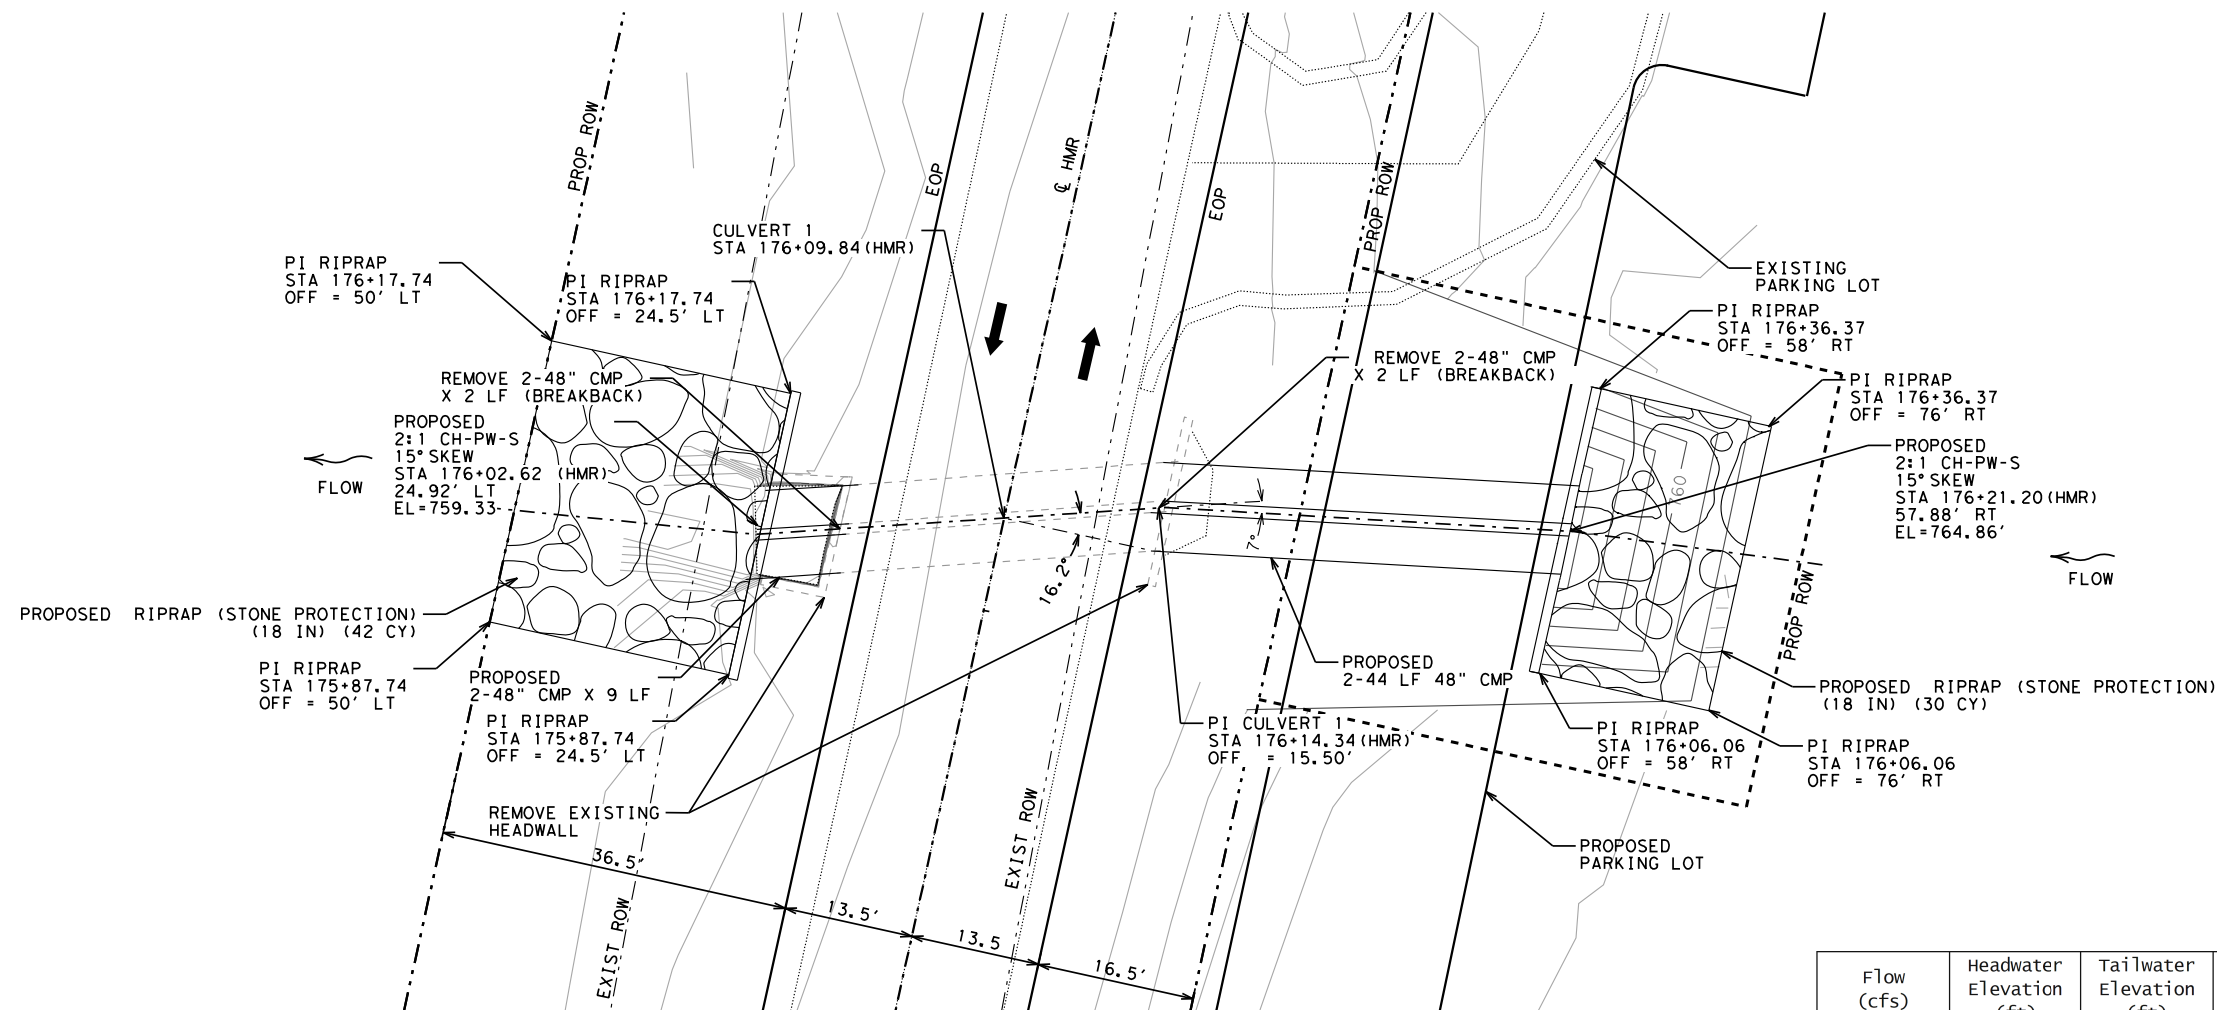 PROP ROW
EOP
℄ HMR
EOP
PROP ROW
CULVERT 1
STA 176+09.84(HMR)
PI RIPRAP
STA 176+17.74
OFF = 50' LT
PI RIPRAP
STA 176+17.74
OFF = 24.5' LT
EXISTING
PARKING LOT
PI RIPRAP
STA 176+36.37
OFF = 58' RT
REMOVE 2-48" CMP
X 2 LF (BREAKBACK)
REMOVE 2-48" CMP
X 2 LF (BREAKBACK)
PI RIPRAP
STA 176+36.37
OFF = 76' RT
PROPOSED
2:1 CH-PW-S
15° SKEW
STA 176+02.62 (HMR)
24.92' LT
EL=759.33
PROPOSED
2:1 CH-PW-S
15° SKEW
STA 176+21.20(HMR)
57.88' RT
EL=764.86'
FLOW
760
7°
16.2°
FLOW
PROPOSED RIPRAP (STONE PROTECTION)
(18 IN) (42 CY)
PROP ROW
PI RIPRAP
STA 175+87.74
OFF = 50' LT
PROPOSED
2-48" CMP X 9 LF
PROPOSED
2-44 LF 48" CMP
PROPOSED RIPRAP (STONE PROTECTION)
(18 IN) (30 CY)
PI RIPRAP
STA 175+87.74
OFF = 24.5' LT
PI CULVERT 1
STA 176+14.34(HMR)
OFF = 15.50'
PI RIPRAP
STA 176+06.06
OFF = 58' RT
PI RIPRAP
STA 176+06.06
OFF = 76' RT
REMOVE EXISTING
HEADWALL
EXIST ROW
PROPOSED
PARKING LOT
36.5'
13.5'
13.5
16.5'
EXIST ROW
Flow
(cfs)
Headwater
Elevation
(ft)
Tailwater
Elevation
(ft)